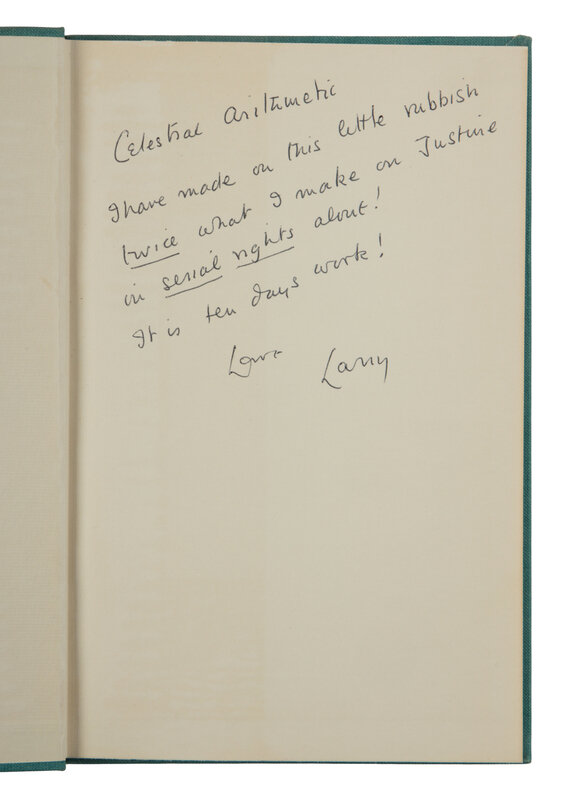 Celestial Arithmetic
I have made on this little rubbish
twice what I make on Justine
in serial rights alone!
It is ten days work!
Love Larry